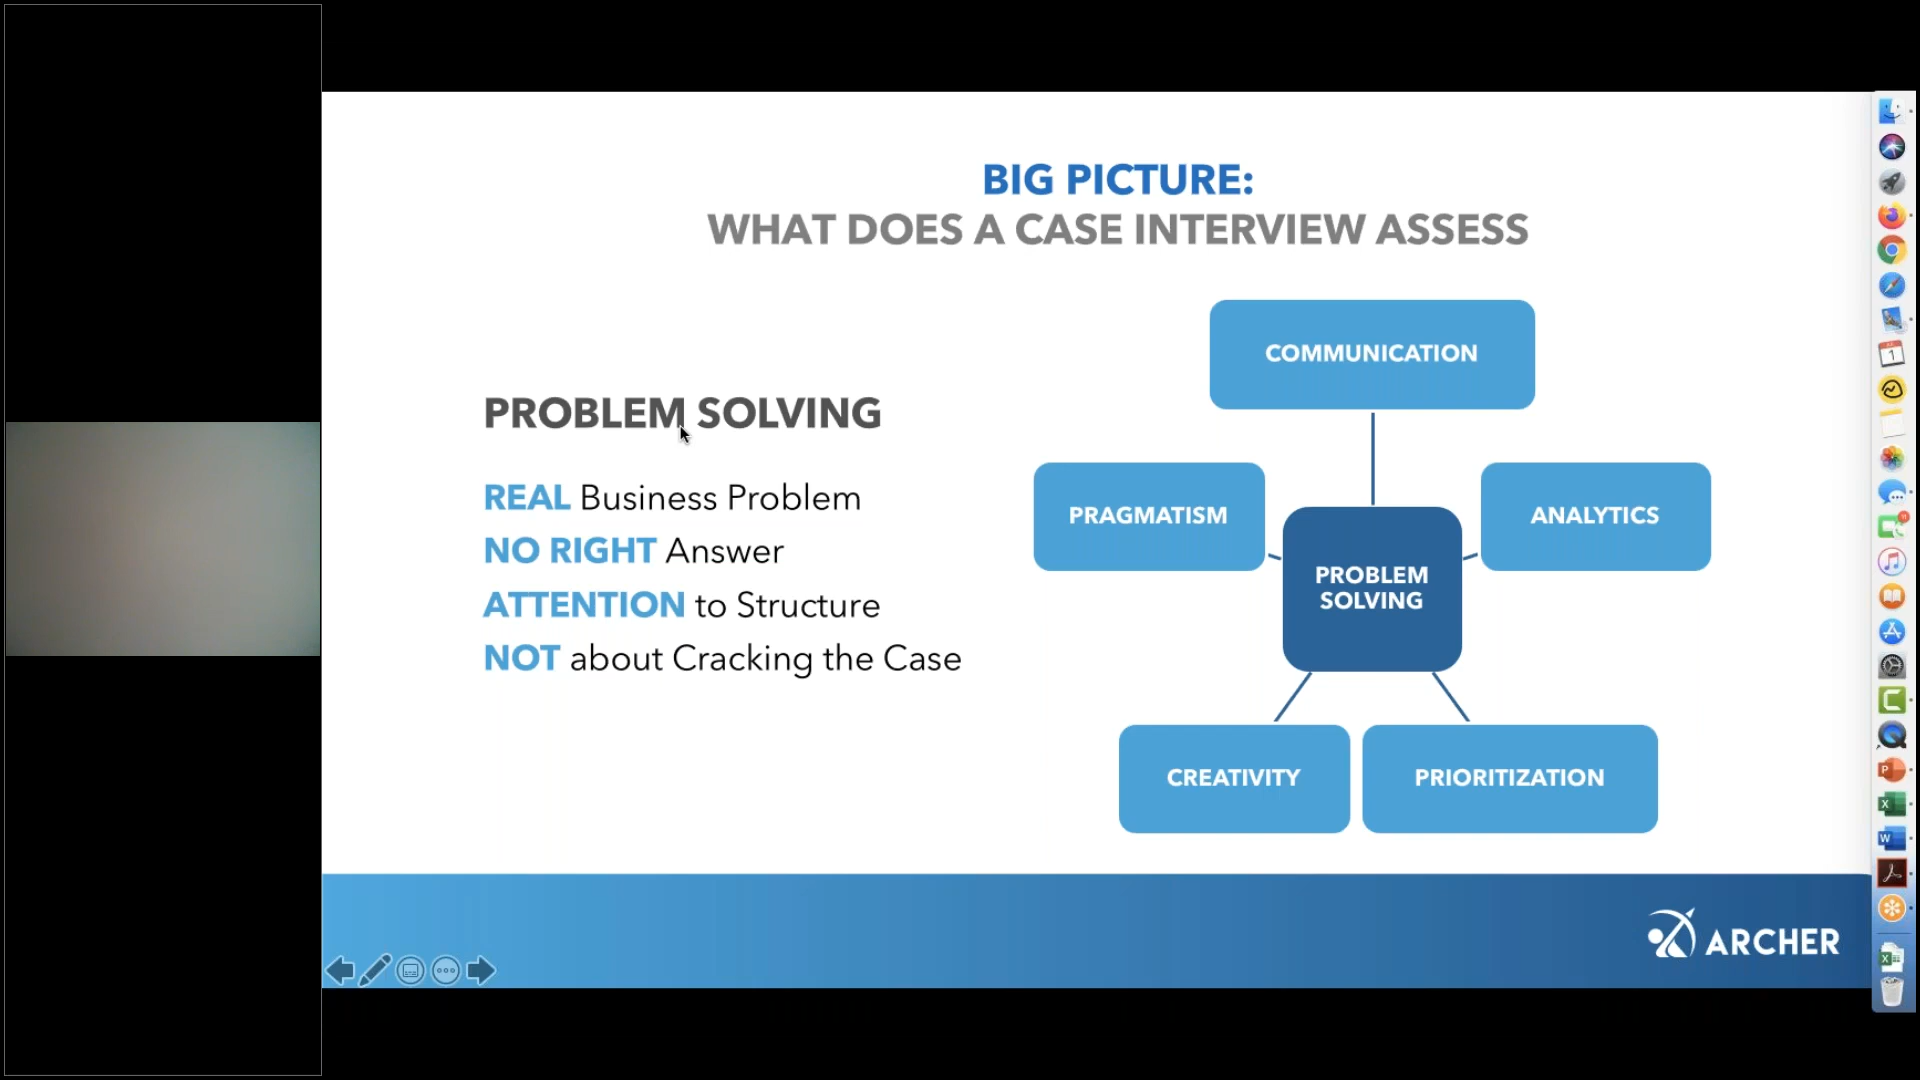 BIG PICTURE:
WHAT DOES A CASE INTERVIEW ASSESS
PROBLEM SOLVING
REAL Business Problem
NO RIGHT Answer
ATTENTION to Structure
NOT about Cracking the Case
COMMUNICATION
PRAGMATISM
ANALYTICS
PROBLEM
SOLVING
CREATIVITY
PRIORITIZATION
ARCHER
1
P
X
W
X